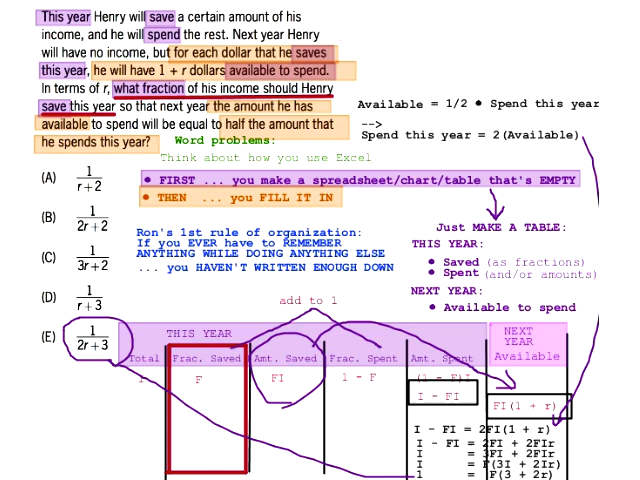 This year Henry will save a certain amount of his
income, and he will spend the rest. Next year Henry
will have no income, but for each dollar that he saves
this year, he will have 1 + r dollars available to spend.
In terms of r, what fraction of his income should Henry
save this year so that next year the amount he has
available to spend will be equal to half the amount that
he spends this year?
Available = 1/2 • Spend this year
-->
Spend this year = 2(Available)
Word problems:
Think about how you use Excel
(A) 1/(r+2)
(B) 1/(2r+2)
(C) 1/(3r+2)
(D) 1/(r+3)
(E) 1/(2r+3)
• FIRST ... you make a spreadsheet/chart/table that's EMPTY
• THEN ... you FILL IT IN
Ron's 1st rule of organization:
If you EVER have to REMEMBER
ANYTHING WHILE DOING ANYTHING ELSE
... you HAVEN'T WRITTEN ENOUGH DOWN
Just MAKE A TABLE:
THIS YEAR:
• Saved (as fractions)
• Spent (and/or amounts)
NEXT YEAR:
• Available to spend
add to 1
THIS YEAR
NEXT
YEAR
Total Frac. Saved Amt. Saved Frac. Spent Amt. Spent Available
F FI 1 - F (1 - F)I
I - FI
FI(1 + r)
I - FI = 2FI(1 + r)
I - FI = 2FI + 2FIr
I = 3FI + 2FIr
I = F(3I + 2Ir)
1 = F(3 + 2r)